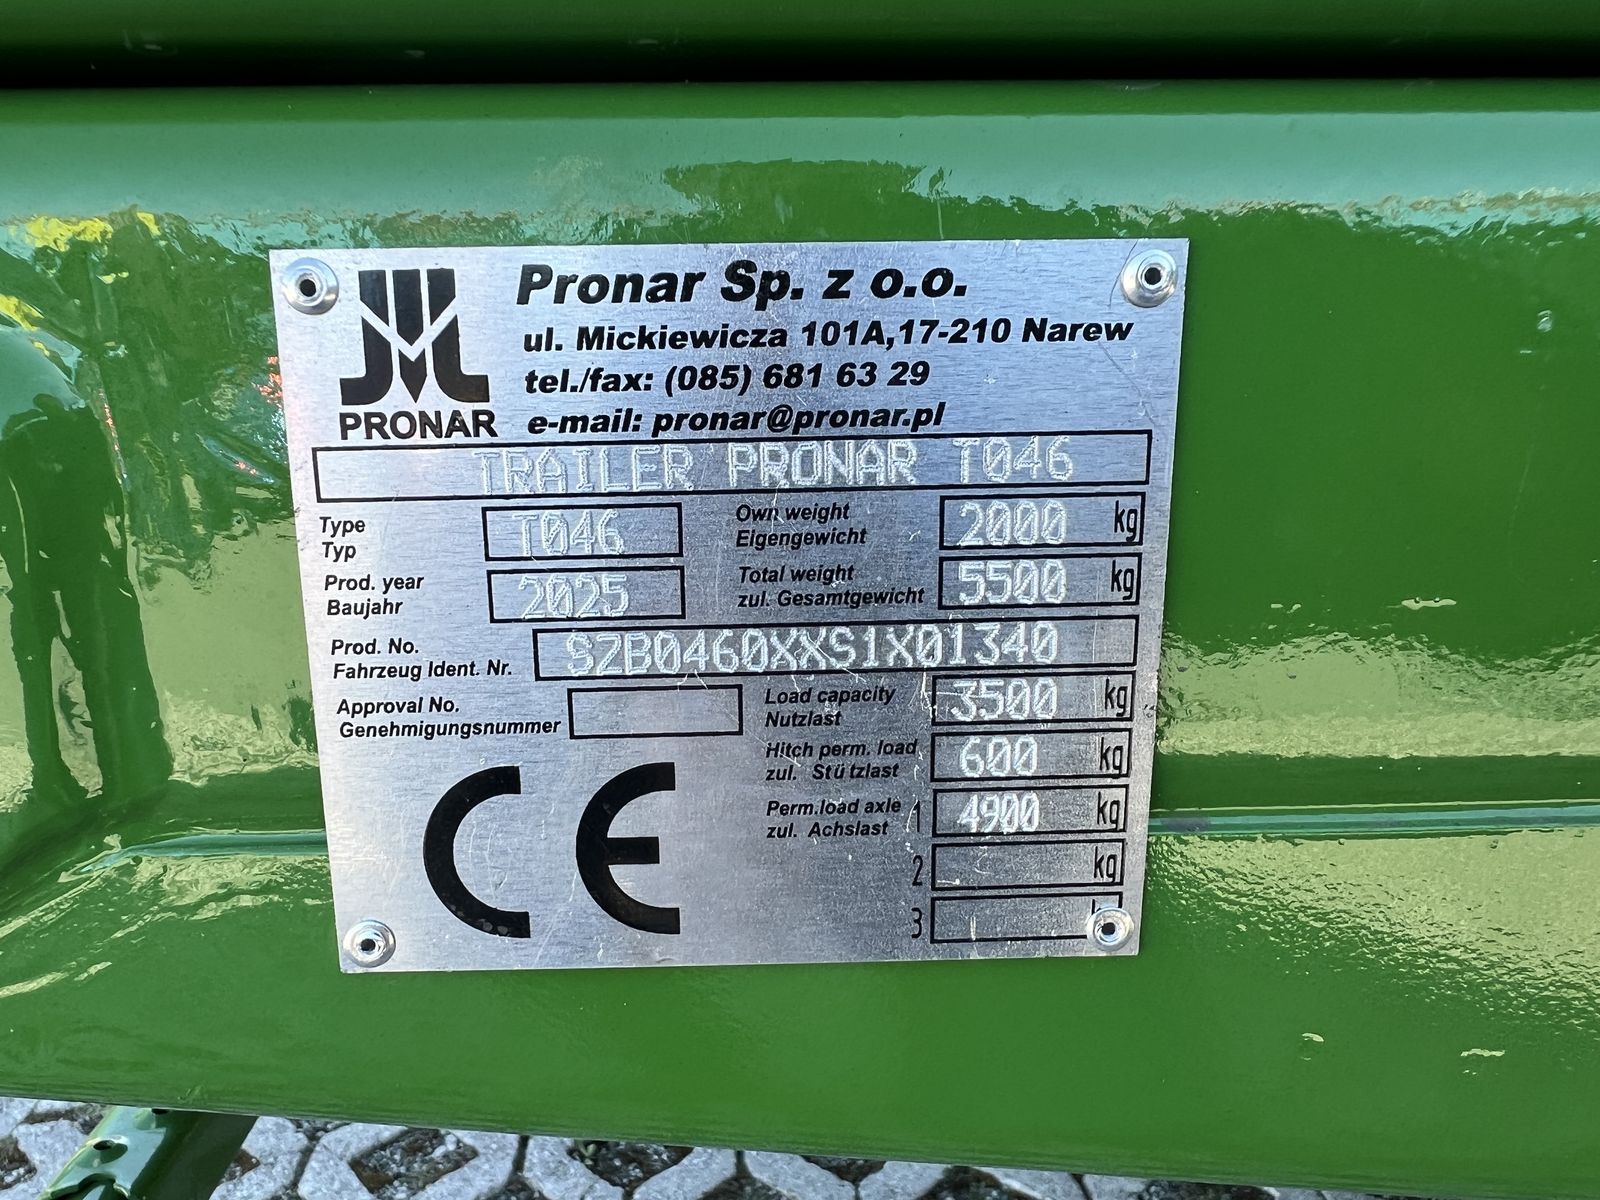 Pronar Sp. z o.o.
ul. Mickiewicza 101A,17-210 Narew
tel./fax: (085) 681 63 29
e-mail: pronar@pronar.pl
PRONAR
TRAILER PRONAR T046
Type
Typ
T046
Own weight
Eigengewicht
2000 kg
Prod. year
Baujahr
2025
Total weight
zul. Gesamtgewicht
5500 kg
Prod. No.
Fahrzeug Ident. Nr.
SZB0460XXS1X01340
Approval No.
Genehmigungsnummer
Load capacity
Nutzlast
3500 kg
Hitch perm. load
zul. Stützlast
600 kg
Perm.load axle
zul. Achslast
1 4900 kg
2 kg
3
CE